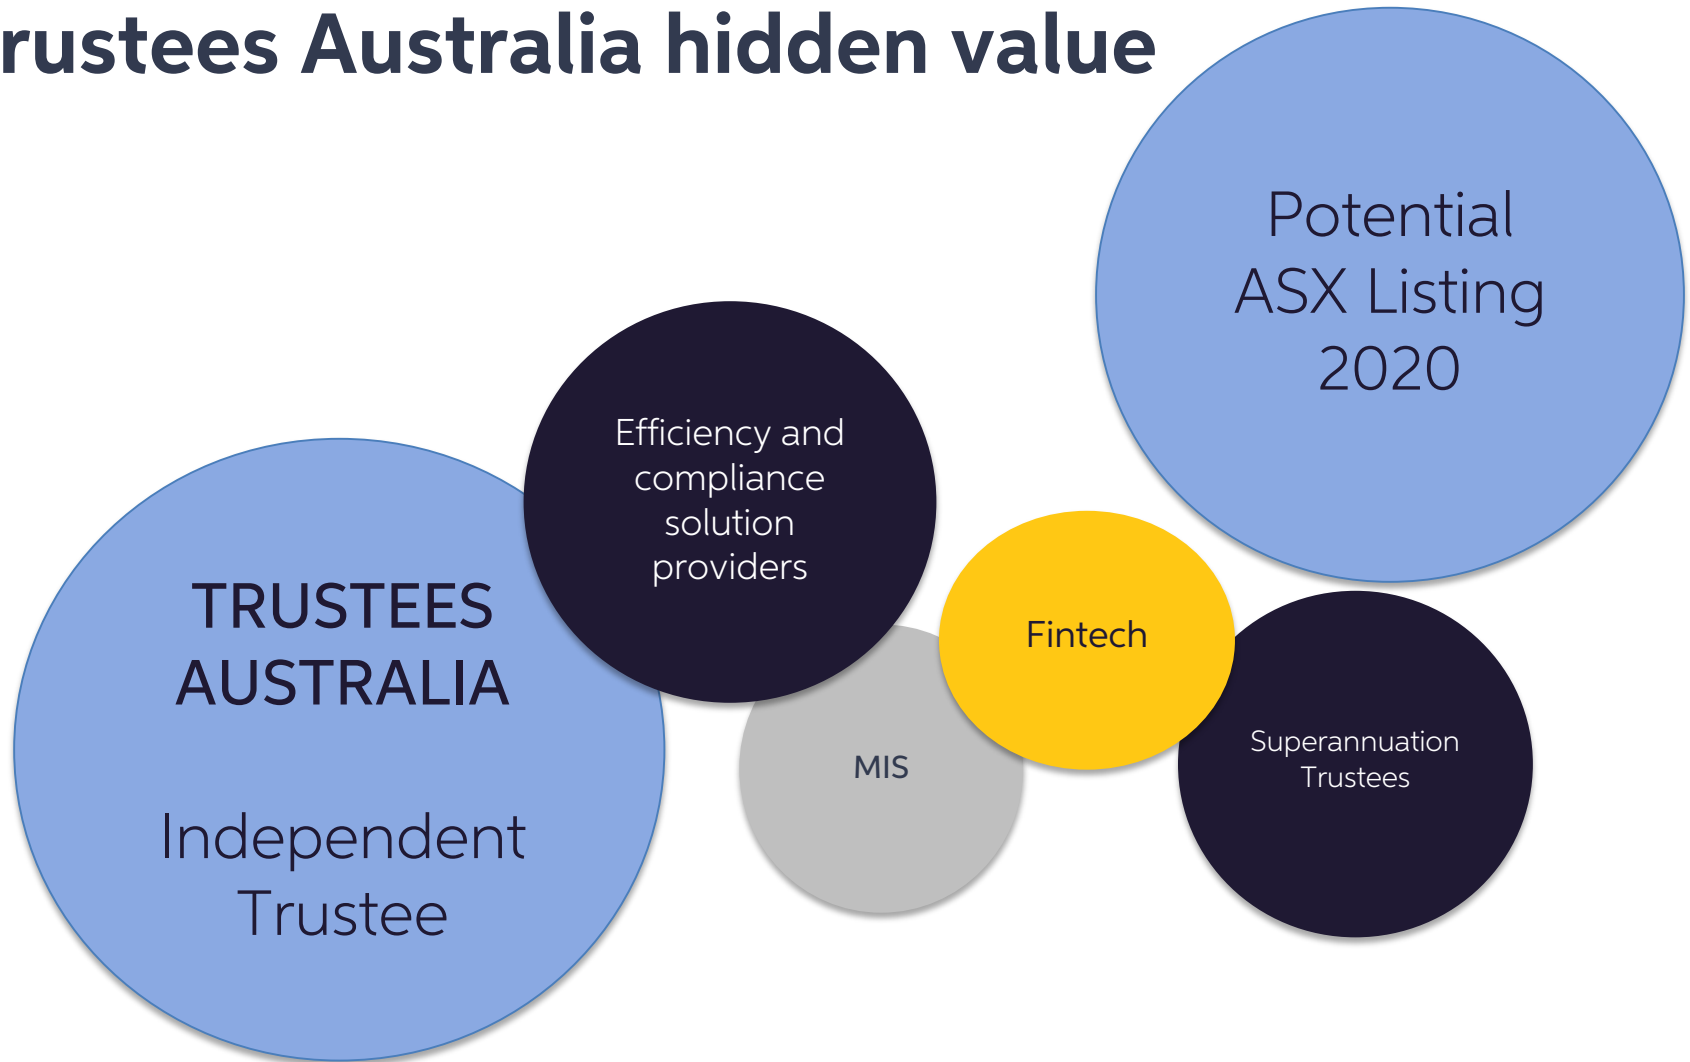 rustees Australia hidden value
Potential
ASX Listing
2020
Efficiency and
compliance
solution
providers
TRUSTEES
AUSTRALIA
Independent
Trustee
Fintech
MIS
Superannuation
Trustees